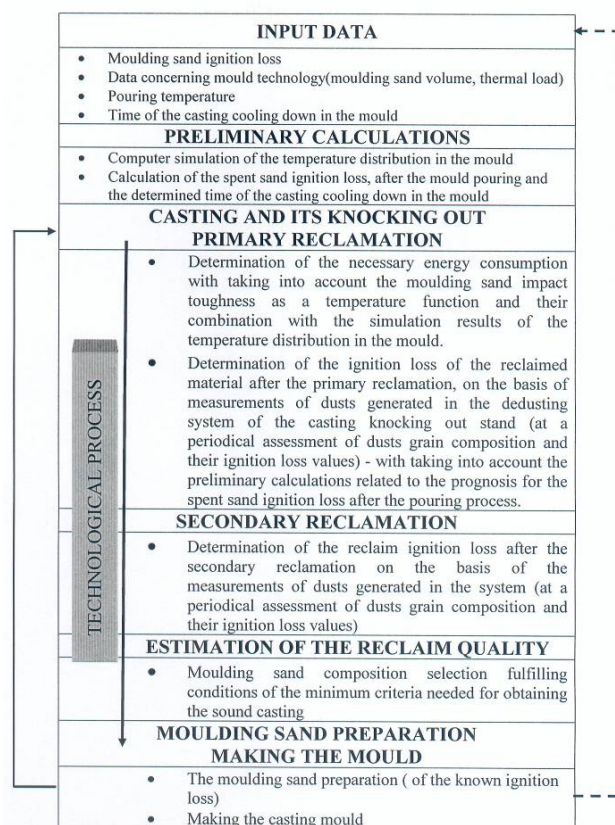 INPUT DATA
• Moulding sand ignition loss
• Data concerning mould technology(moulding sand volume, thermal load)
• Pouring temperature
• Time of the casting cooling down in the mould
PRELIMINARY CALCULATIONS
• Computer simulation of the temperature distribution in the mould
• Calculation of the spent sand ignition loss, after the mould pouring and
the determined time of the casting cooling down in the mould
CASTING AND ITS KNOCKING OUT
PRIMARY RECLAMATION
• Determination of the necessary energy consumption
with taking into account the moulding sand impact
toughness as a temperature function and their
combination with the simulation results of the
temperature distribution in the mould.
• Determination of the ignition loss of the reclaimed
material after the primary reclamation, on the basis of
measurements of dusts generated in the dedusting
system of the casting knocking out stand (at a
periodical assessment of dusts grain composition and
their ignition loss values) - with taking into account the
preliminary calculations related to the prognosis for the
spent sand ignition loss after the pouring process.
SECONDARY RECLAMATION
• Determination of the reclaim ignition loss after the
secondary reclamation on the basis of the
measurements of dusts generated in the system (at a
periodical assessment of dusts grain composition and
their ignition loss values)
ESTIMATION OF THE RECLAIM QUALITY
• Moulding sand composition selection fulfilling
conditions of the minimum criteria needed for obtaining
the sound casting
MOULDING SAND PREPARATION
MAKING THE MOULD
• The moulding sand preparation ( of the known ignition
loss)
• Making the casting mould
TECHNOLOGICAL PROCESS